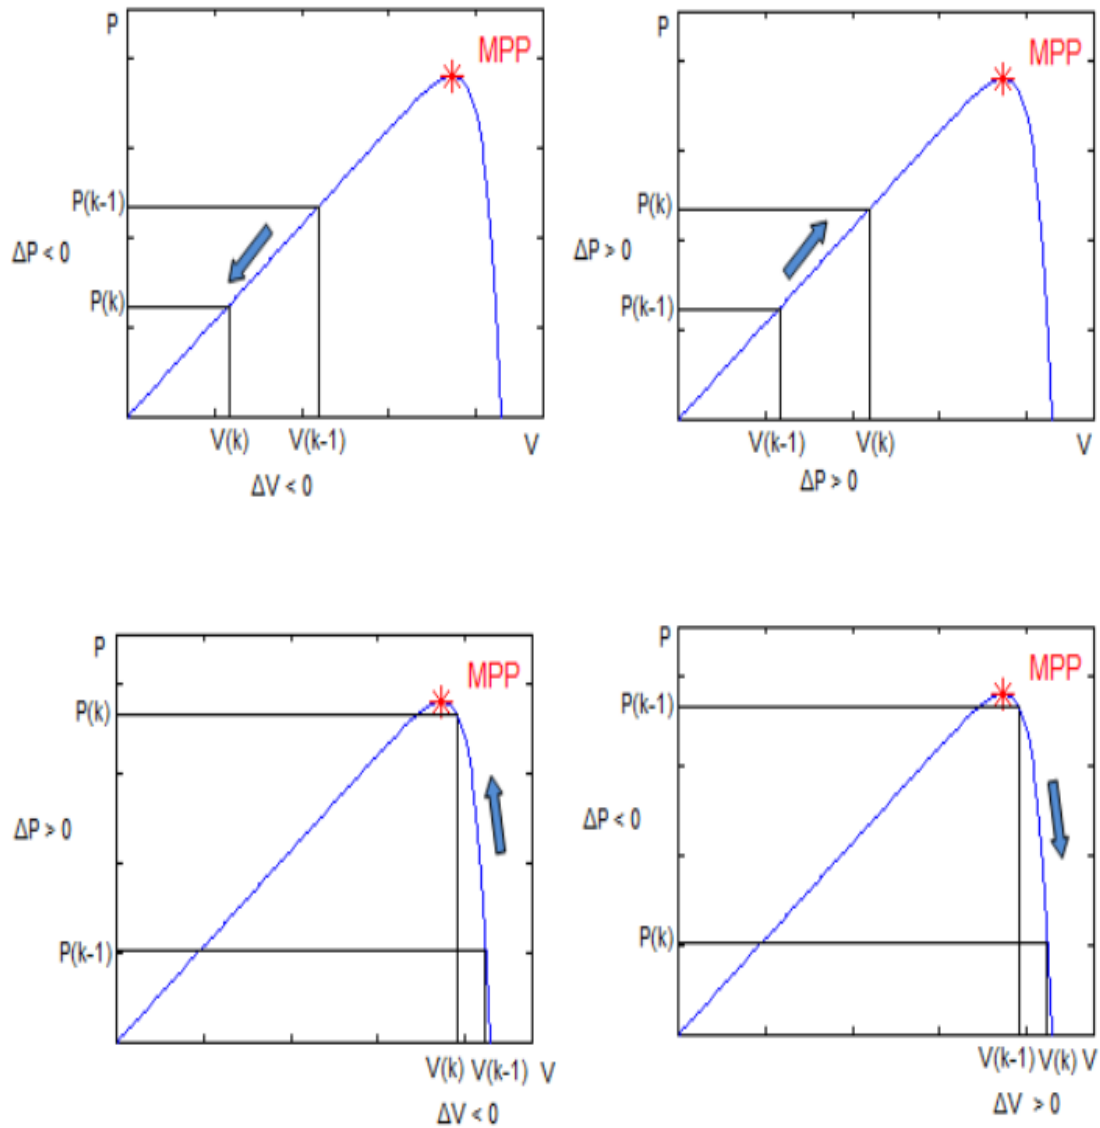 P
MPP
P(k-1)
ΔP < 0
P(k)
V(k) V(k-1) V
ΔV < 0
P
MPP
P(k)
ΔP > 0
P(k-1)
V(k-1) V(k) V
ΔP > 0
P
MPP
P(k)
ΔP > 0
P(k-1)
V(k) V(k-1) V
ΔV < 0
P
MPP
P(k-1)
ΔP < 0
P(k)
V(k-1) V(k) V
ΔV > 0